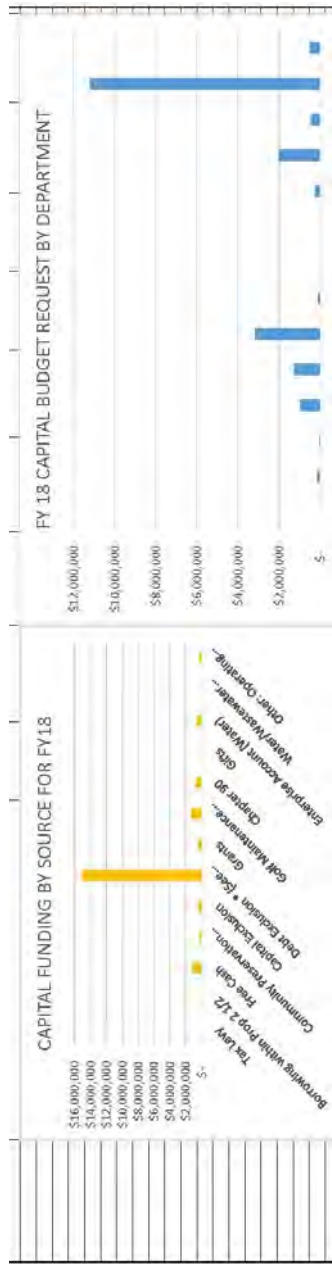 CAPITAL FUNDING BY SOURCE FOR FY18
$16,000,000
$14,000,000
$12,000,000
$10,000,000
$8,000,000
$6,000,000
$4,000,000
$2,000,000
$-
Tax Levy
Borrowing within Prop 2 1/2
Free Cash
Community Preservation...
Capital Exclusion
Debt Exclusion * (See...
Grants
Golf Maintenance...
Chapter 90
Gifts
Enterprise Account (Water)
Water/Wastewater...
Other: Operating...
FY 18 CAPITAL BUDGET REQUEST BY DEPARTMENT
$12,000,000
$10,000,000
$8,000,000
$6,000,000
$4,000,000
$2,000,000
$-